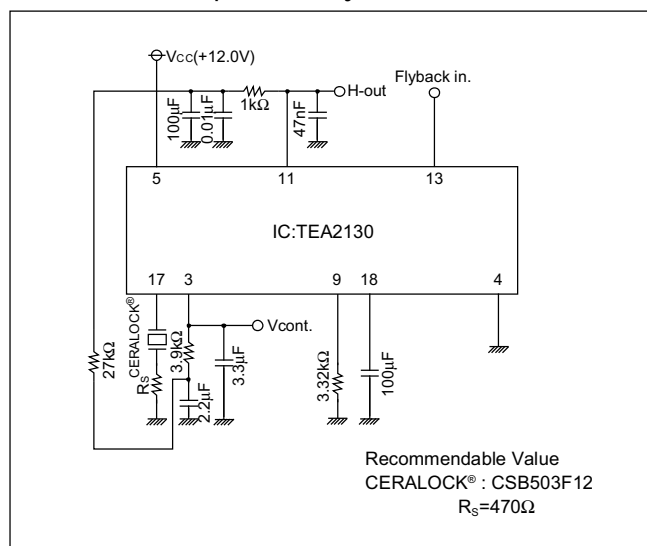 Vcc(+12.0V)
Flyback in.
100µF
0.01µF
1kΩ
H-out
47nF
5
11
13
IC:TEA2130
17
3
9
18
4
CERALOCK®
Vcont.
27kΩ
Rs
3.9kΩ
2.2µF
3.3µF
3.32kΩ
100µF
Recommendable Value
CERALOCK® : CSB503F12
Rs=470Ω